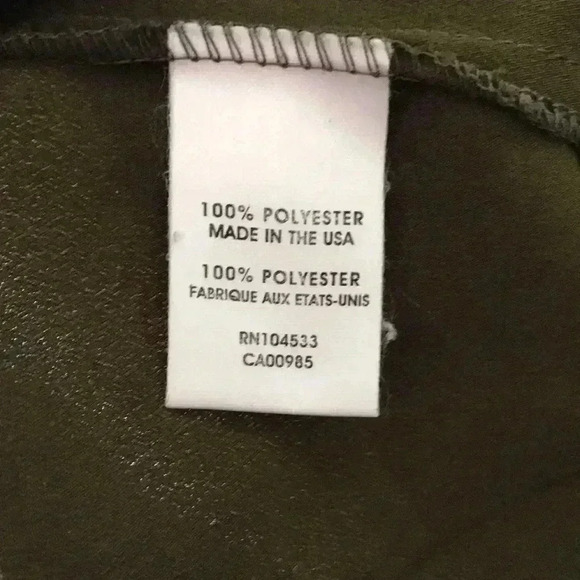 100% POLYESTER
MADE IN THE USA
100% POLYESTER
FABRIQUE AUX ETATS-UNIS
RN104533
CA00985